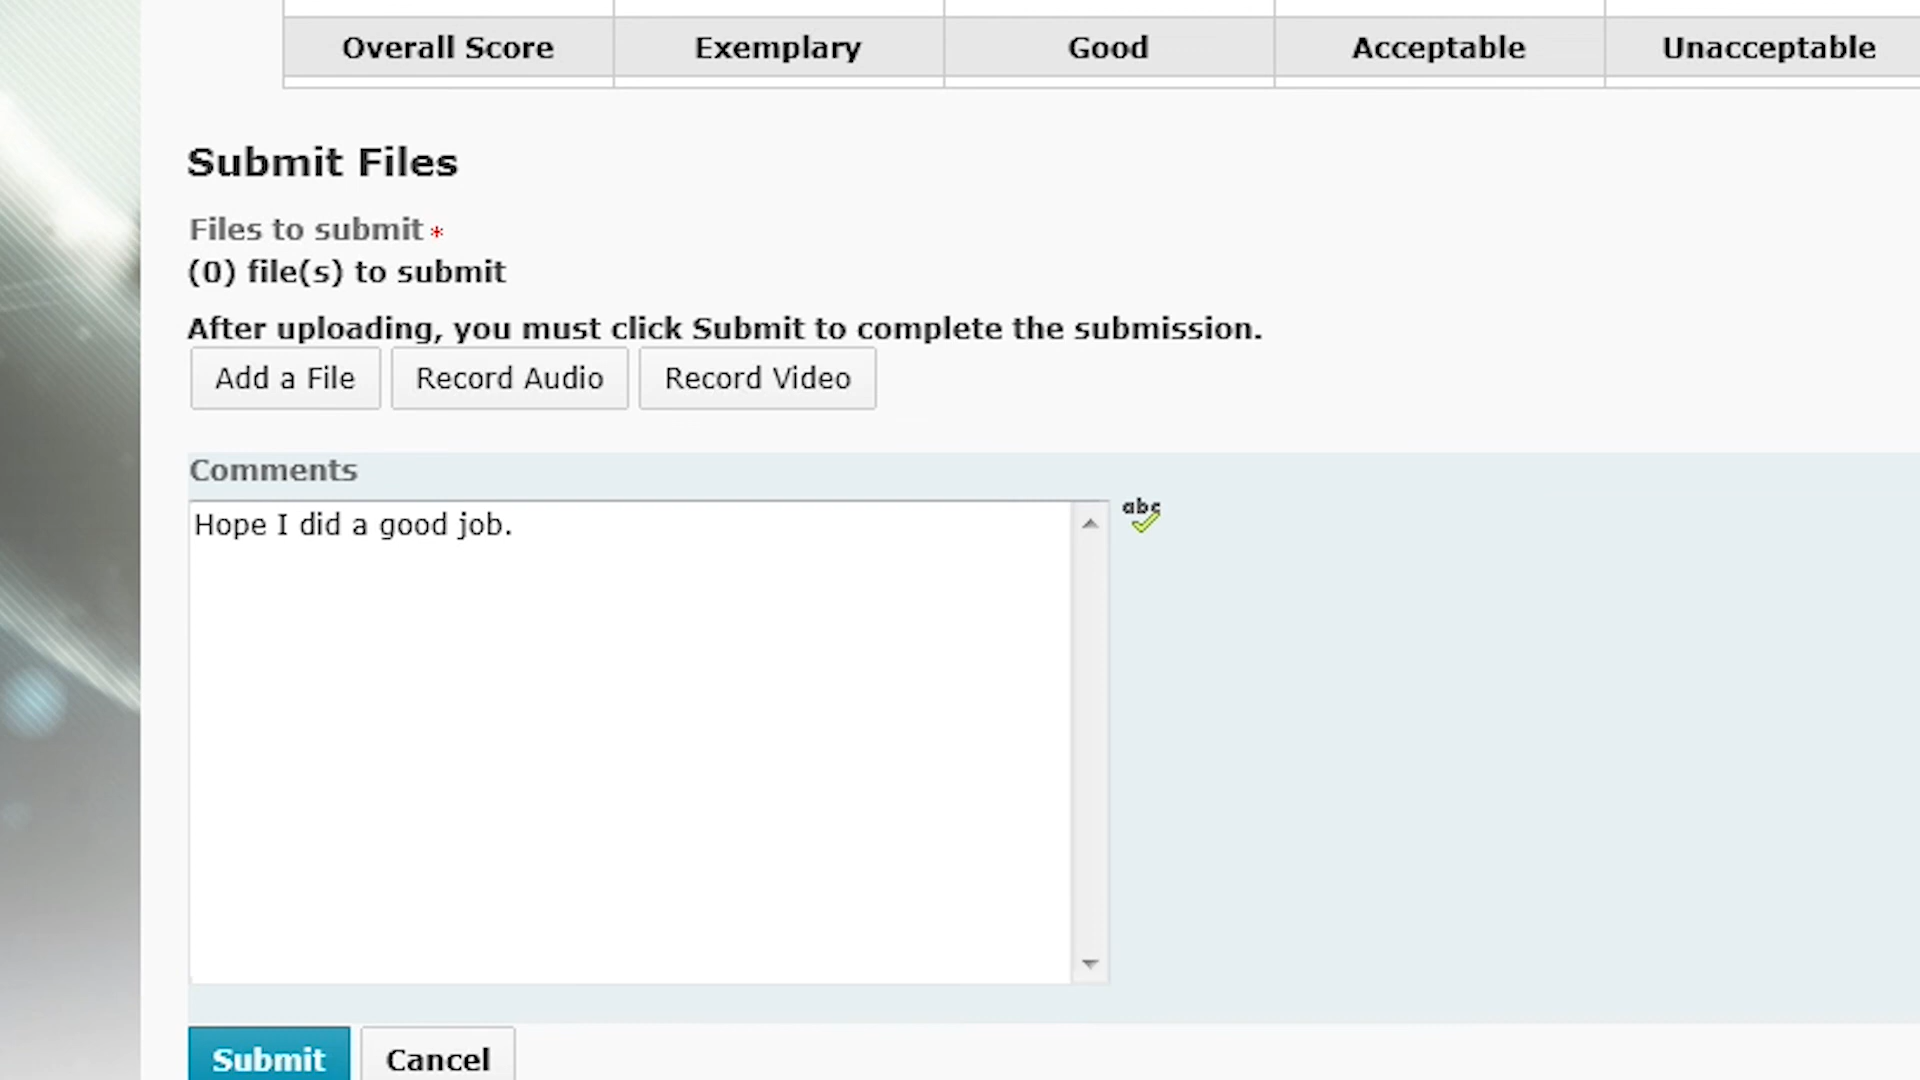 Overall Score Exemplary Good Acceptable Unacceptable
Submit Files
Files to submit *
(0) file(s) to submit
After uploading, you must click Submit to complete the submission.
Add a File Record Audio Record Video
Comments
abc
Hope I did a good job.
Submit Cancel